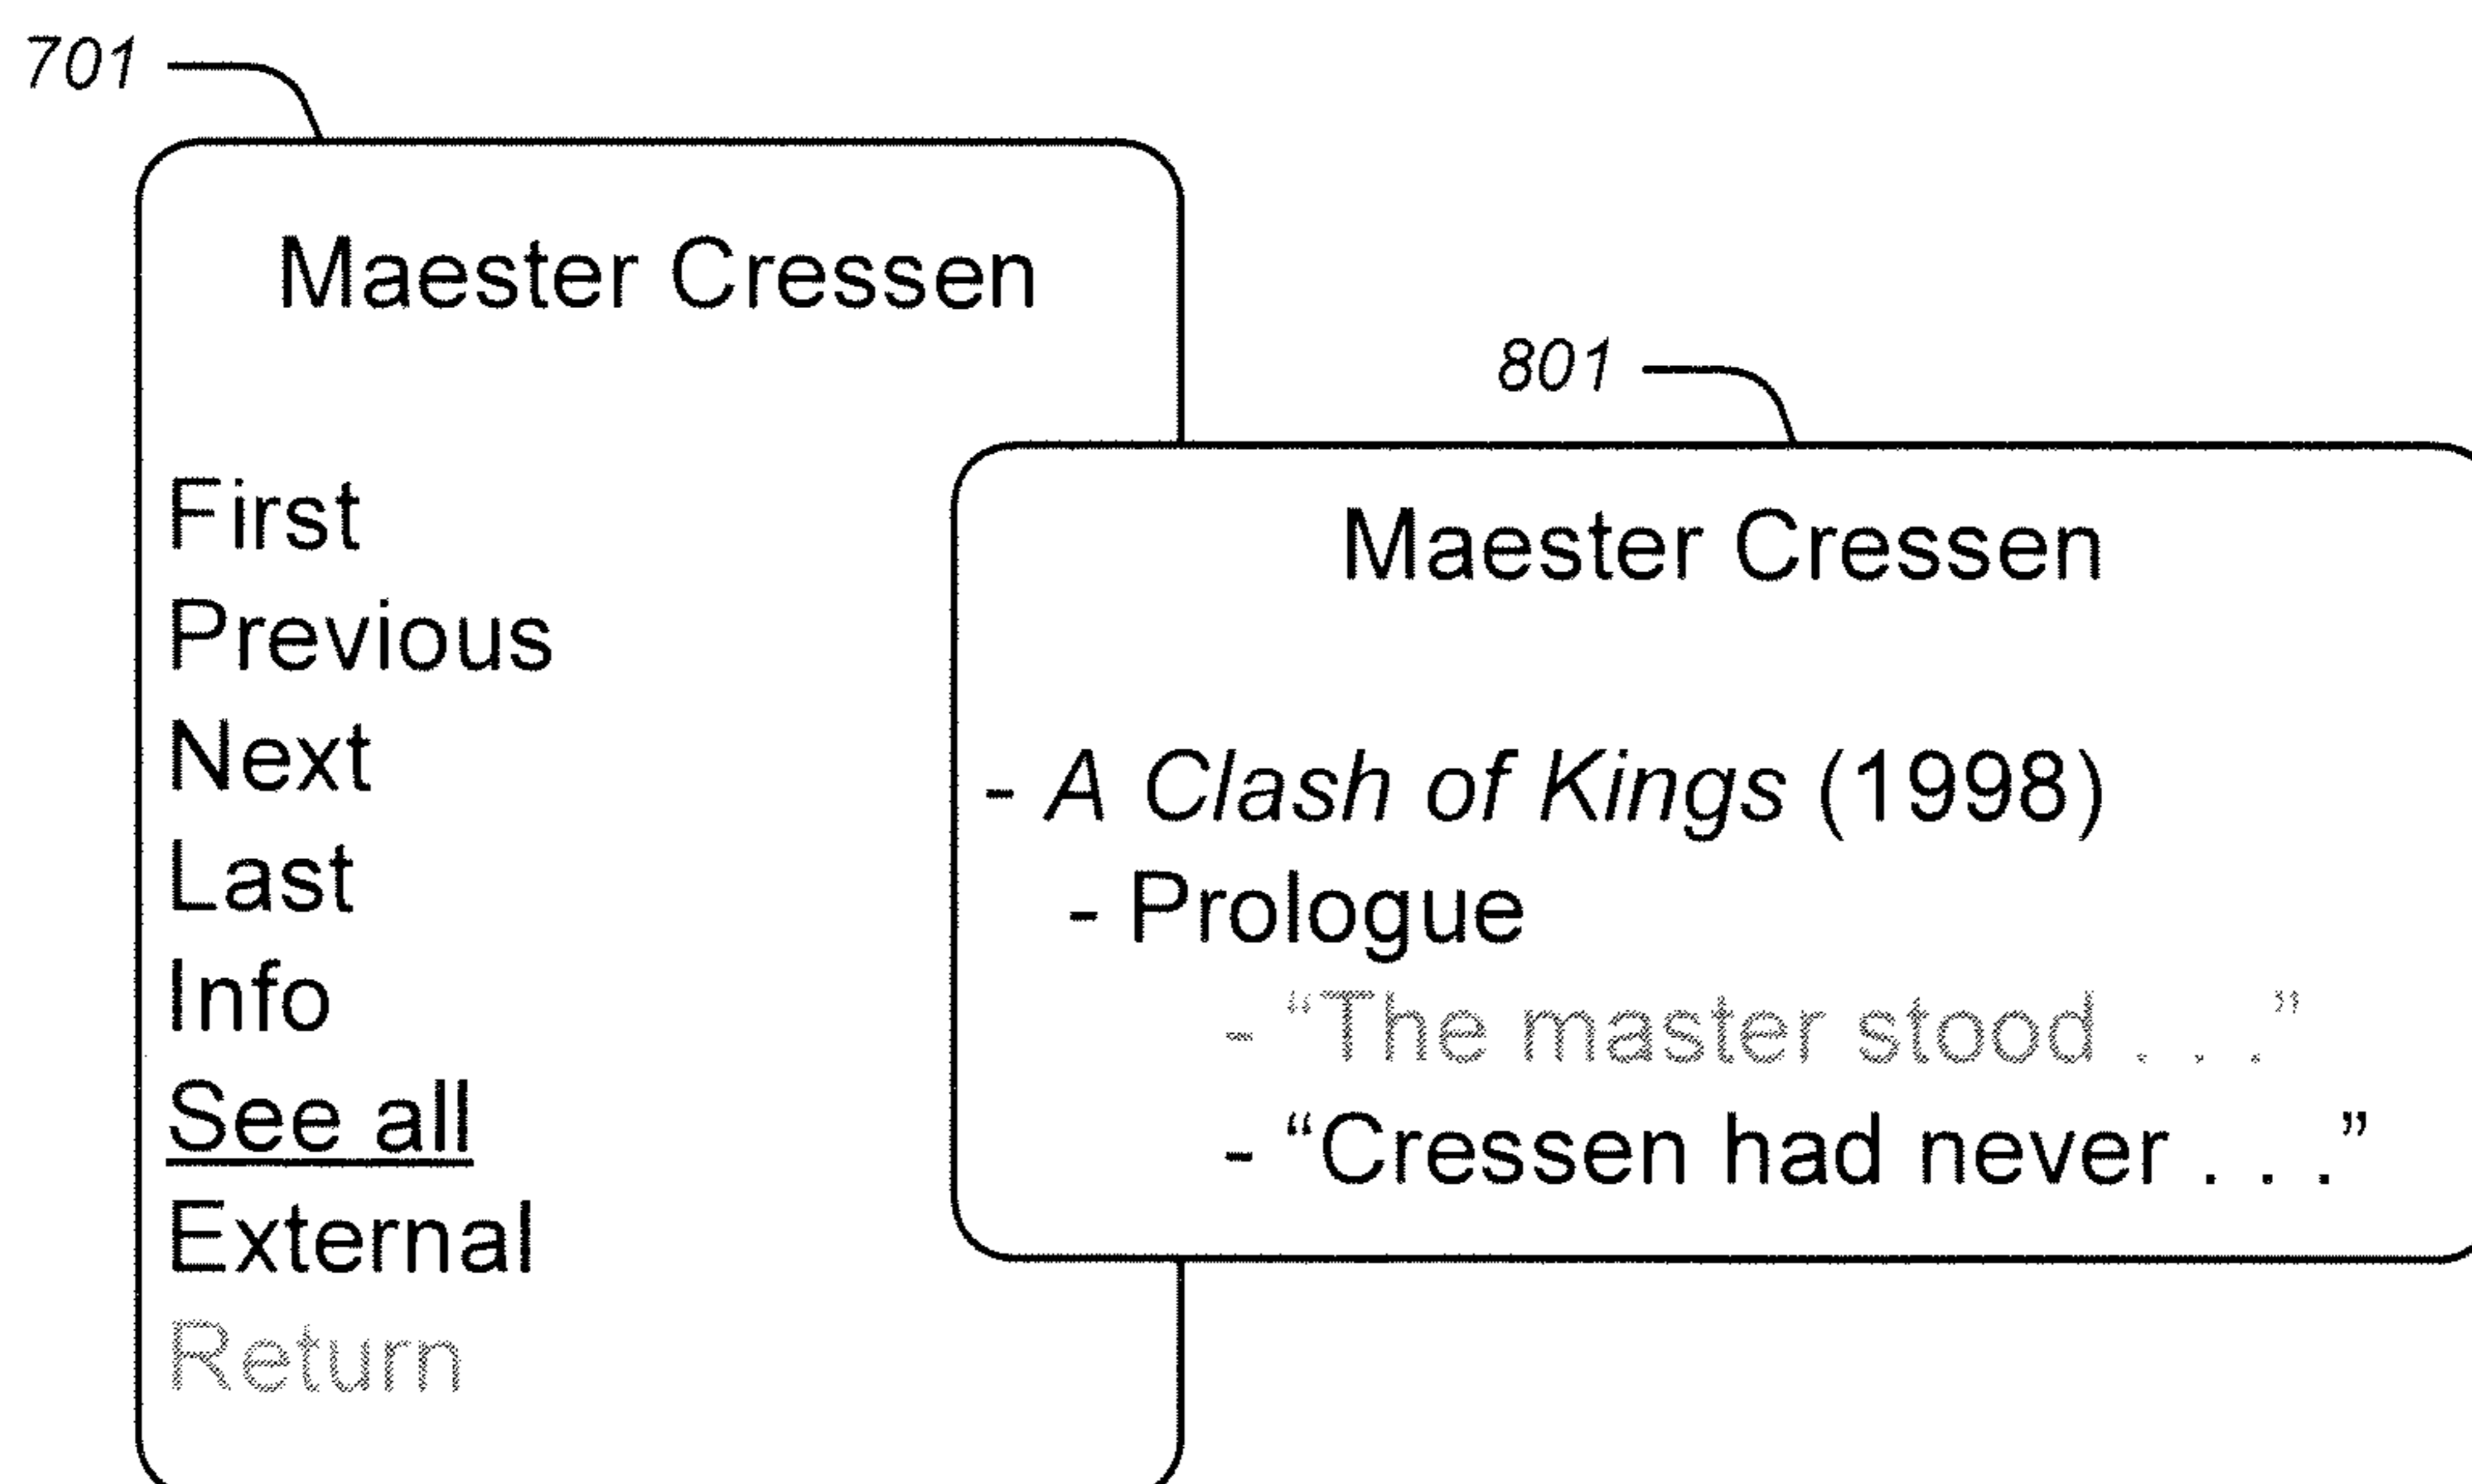 701
Maester Cressen
First
Previous
Next
Last
Info
See all
External
Return
801
Maester Cressen
- A Clash of Kings (1998)
- Prologue
- “The master stood . . . ”
- “Cressen had never . . .”